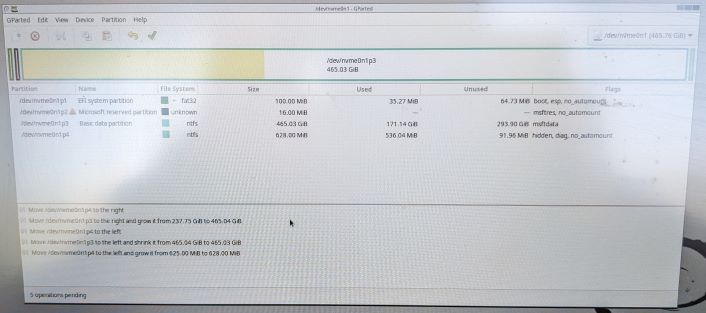 /dev/nvme0n1 - GParted
GParted Edit View Device Partition Help
/dev/nvme0n1 (465.76 GiB)
/dev/nvme0n1p3
465.03 GiB
Partition Name File System Size Used Unused Flags
/dev/nvme0n1p1 EFI system partition fat32 100.00 MiB 35.27 MiB 64.73 MiB boot, esp, no_automount
/dev/nvme0n1p2 Microsoft reserved partition unknown 16.00 MiB --- --- msftres, no_automount
/dev/nvme0n1p3 Basic data partition ntfs 465.03 GiB 171.14 GiB 293.90 GiB msftdata
/dev/nvme0n1p4 ntfs 628.00 MiB 536.04 MiB 91.96 MiB hidden, diag, no_automount
Move /dev/nvme0n1p4 to the right
Move /dev/nvme0n1p3 to the right and grow it from 237.75 GiB to 465.04 GiB
Move /dev/nvme0n1p4 to the left
Move /dev/nvme0n1p3 to the left and shrink it from 465.04 GiB to 465.03 GiB
Move /dev/nvme0n1p4 to the left and grow it from 625.00 MiB to 628.00 MiB
5 operations pending